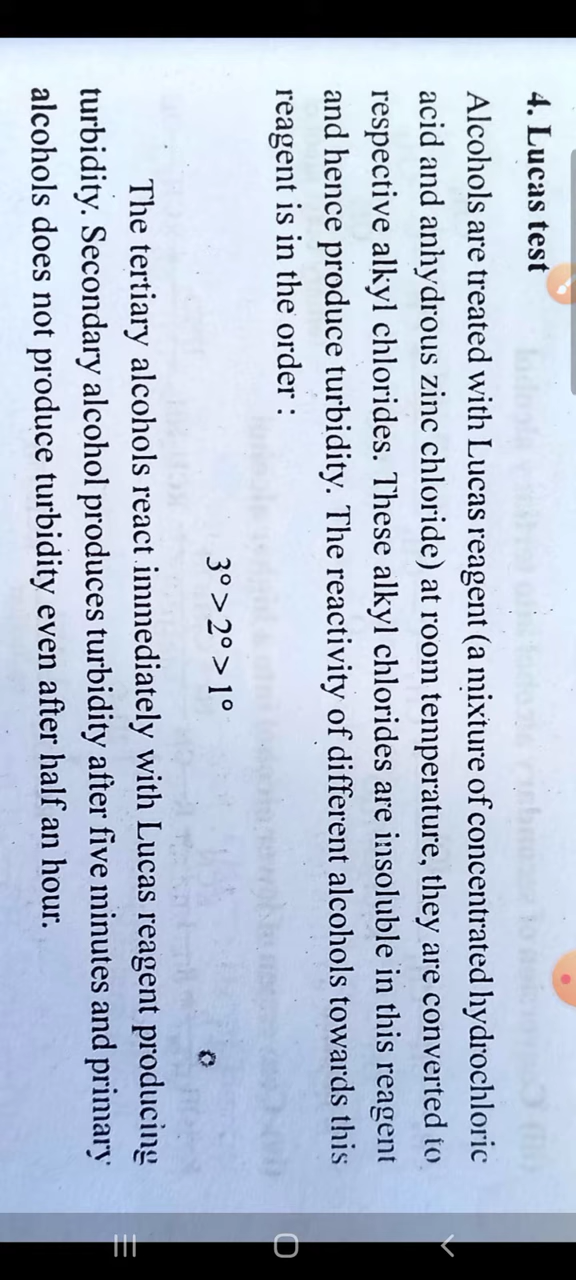 4. Lucas test
Alcohols are treated with Lucas reagent (a mixture of concentrated hydrochloric
acid and anhydrous zinc chloride) at room temperature, they are converted to
respective alkyl chlorides. These alkyl chlorides are insoluble in this reagent
and hence produce turbidity. The reactivity of different alcohols towards this
reagent is in the order :
3° > 2° > 1°
The tertiary alcohols react immediately with Lucas reagent producing
turbidity. Secondary alcohol produces turbidity after five minutes and primary
alcohols does not produce turbidity even after half an hour.